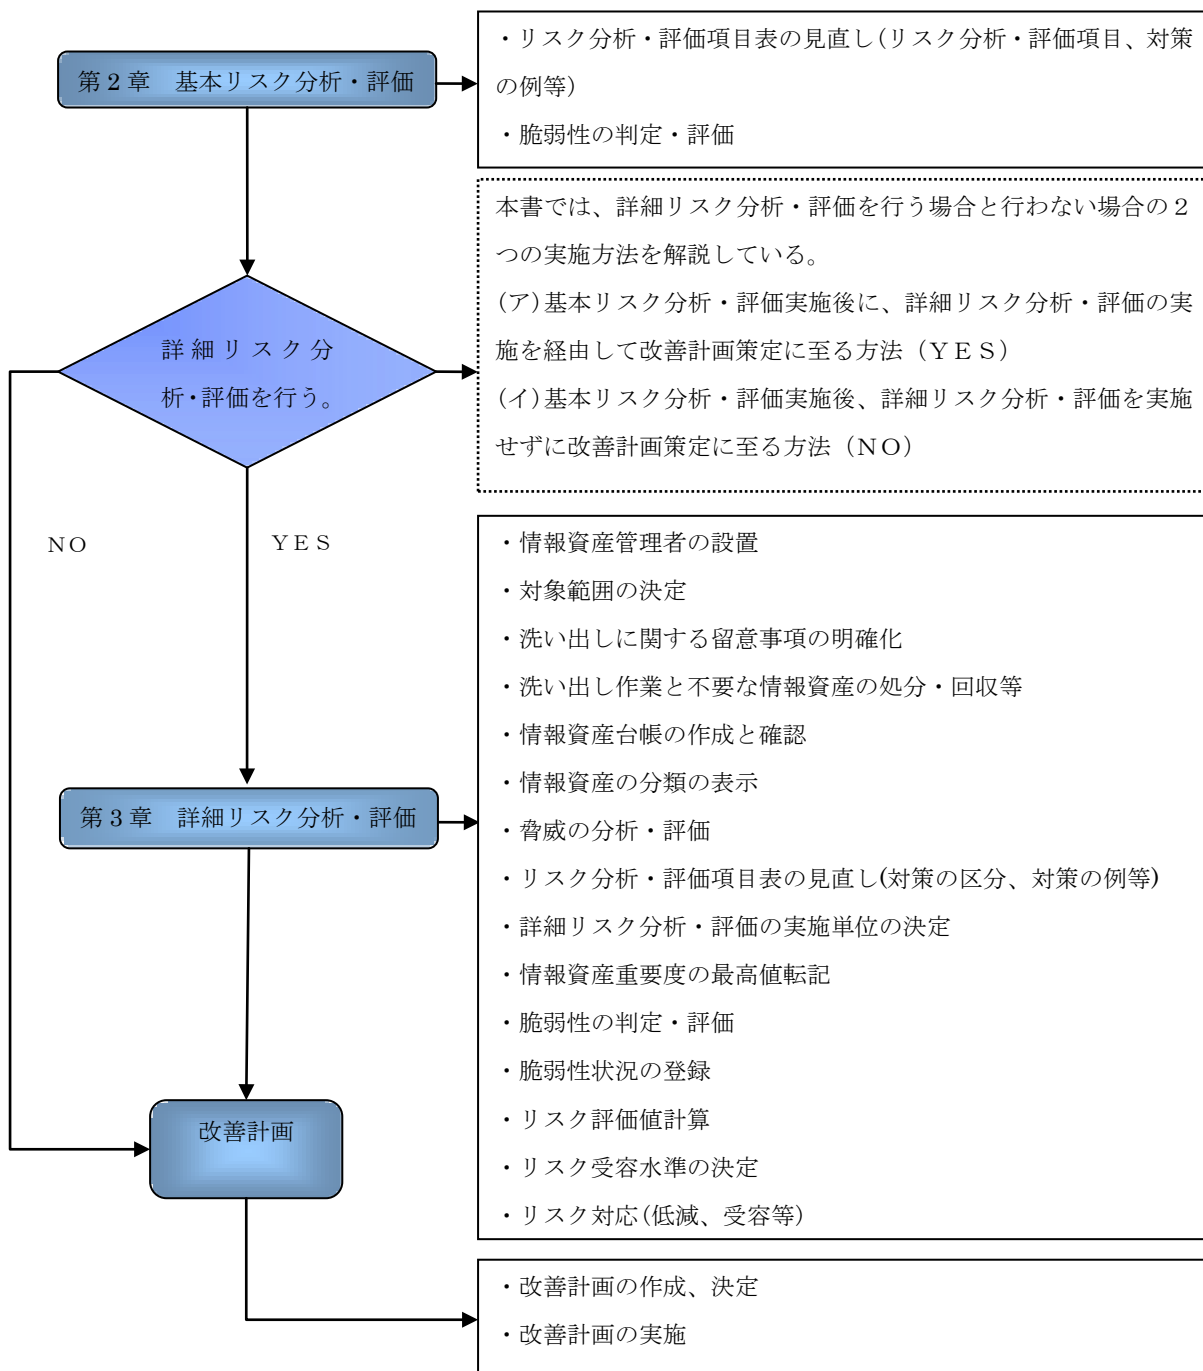 第2章　基本リスク分析・評価
・リスク分析・評価項目表の見直し(リスク分析・評価項目、対策
の例等)
・脆弱性の判定・評価
詳細リスク分
析・評価を行う。
本書では、詳細リスク分析・評価を行う場合と行わない場合の２
つの実施方法を解説している。
(ア)基本リスク分析・評価実施後に、詳細リスク分析・評価の実
施を経由して改善計画策定に至る方法（ＹＥＳ）
(イ)基本リスク分析・評価実施後、詳細リスク分析・評価を実施
せずに改善計画策定に至る方法（ＮＯ）
ＮＯ
ＹＥＳ
第3章　詳細リスク分析・評価
・情報資産管理者の設置
・対象範囲の決定
・洗い出しに関する留意事項の明確化
・洗い出し作業と不要な情報資産の処分・回収等
・情報資産台帳の作成と確認
・情報資産の分類の表示
・脅威の分析・評価
・リスク分析・評価項目表の見直し(対策の区分、対策の例等)
・詳細リスク分析・評価の実施単位の決定
・情報資産重要度の最高値転記
・脆弱性の判定・評価
・脆弱性状況の登録
・リスク評価値計算
・リスク受容水準の決定
・リスク対応(低減、受容等)
改善計画
・改善計画の作成、決定
・改善計画の実施